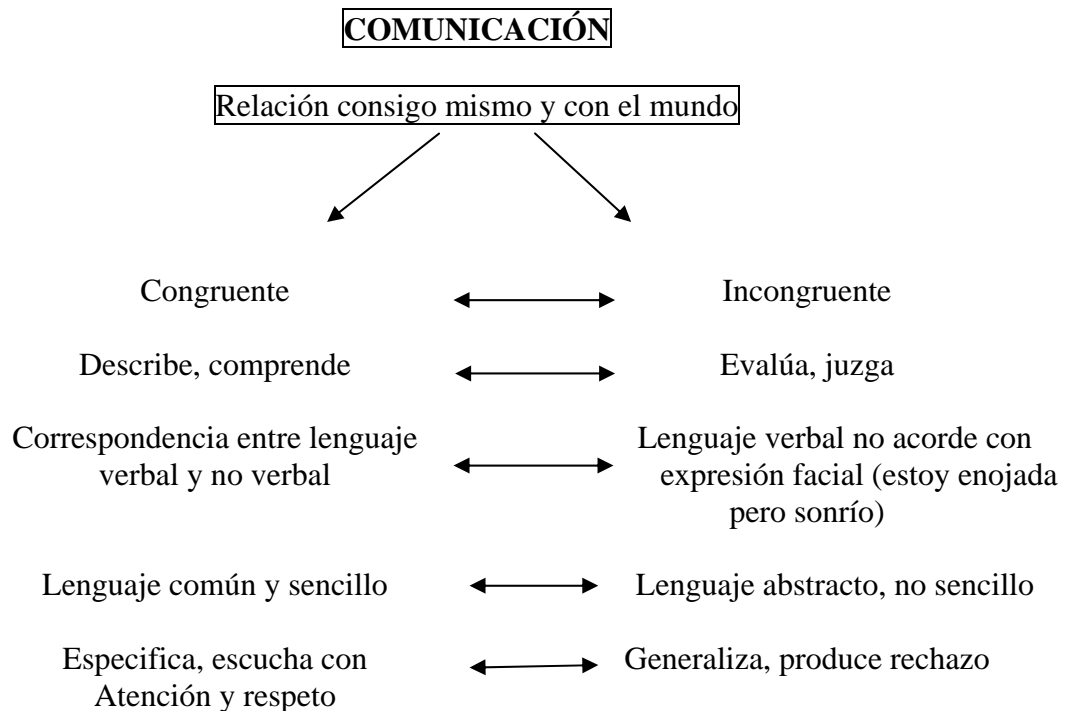 COMUNICACIÓN
Relación consigo mismo y con el mundo
Congruente
Incongruente
Describe, comprende
Evalúa, juzga
Correspondencia entre lenguaje
verbal y no verbal
Lenguaje verbal no acorde con
expresión facial (estoy enojada
pero sonrío)
Lenguaje común y sencillo
Lenguaje abstracto, no sencillo
Especifica, escucha con
Atención y respeto
Generaliza, produce rechazo